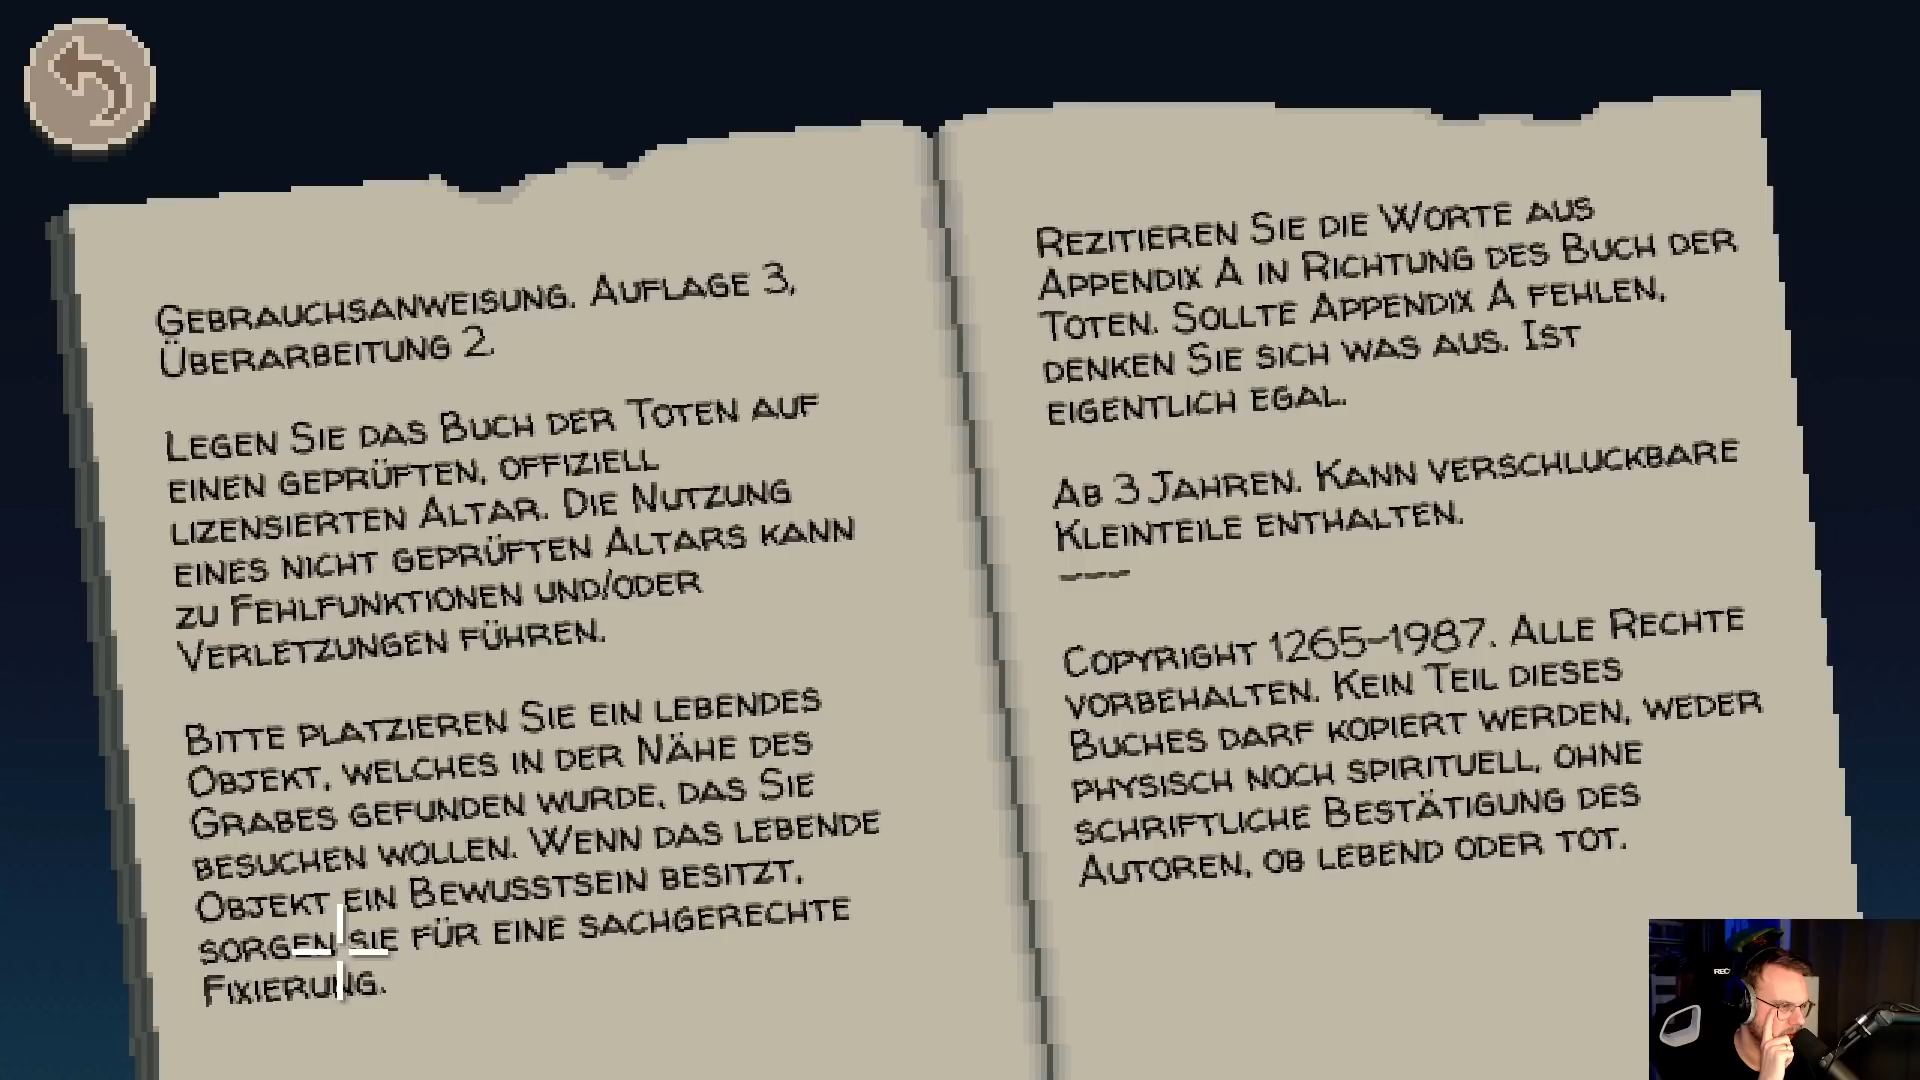 Gebrauchsanweisung. Auflage 3,
Überarbeitung 2.
Legen Sie das Buch der Toten auf
einen geprüften, offiziell
lizensierten Altar. Die Nutzung
eines nicht geprüften Altars kann
zu Fehlfunktionen und/oder
Verletzungen führen.
Bitte platzieren Sie ein lebendes
Objekt, welches in der Nähe des
Grabes gefunden wurde, das Sie
besuchen wollen. Wenn das lebende
Objekt ein Bewusstsein besitzt,
sorgen sie für eine sachgerechte
Fixierung.
Rezitieren Sie die Worte aus
Appendix A in Richtung des Buch der
Toten. Sollte Appendix A fehlen,
denken Sie sich was aus. Ist
eigentlich egal.
Ab 3 Jahren. Kann verschluckbare
Kleinteile enthalten.
---
Copyright 1265-1987. Alle Rechte
vorbehalten. Kein Teil dieses
Buches darf kopiert werden, weder
physisch noch spirituell, ohne
schriftliche Bestätigung des
Autoren, ob lebend oder tot.
REC